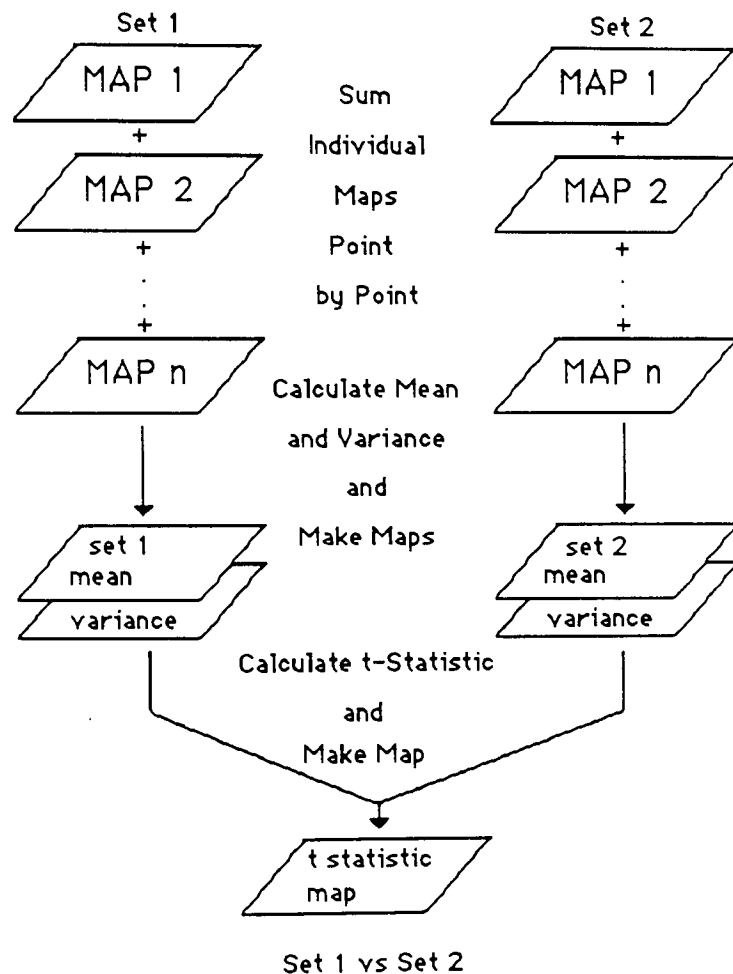 Set 1
MAP 1
+
MAP 2
+
.
.
+
MAP n
set 1
mean
variance
Sum
Individual
Maps
Point
by Point
Calculate Mean
and Variance
and
Make Maps
Calculate t-Statistic
and
Make Map
Set 2
MAP 1
+
MAP 2
+
.
.
+
MAP n
set 2
mean
variance
t statistic
map
Set 1 vs Set 2